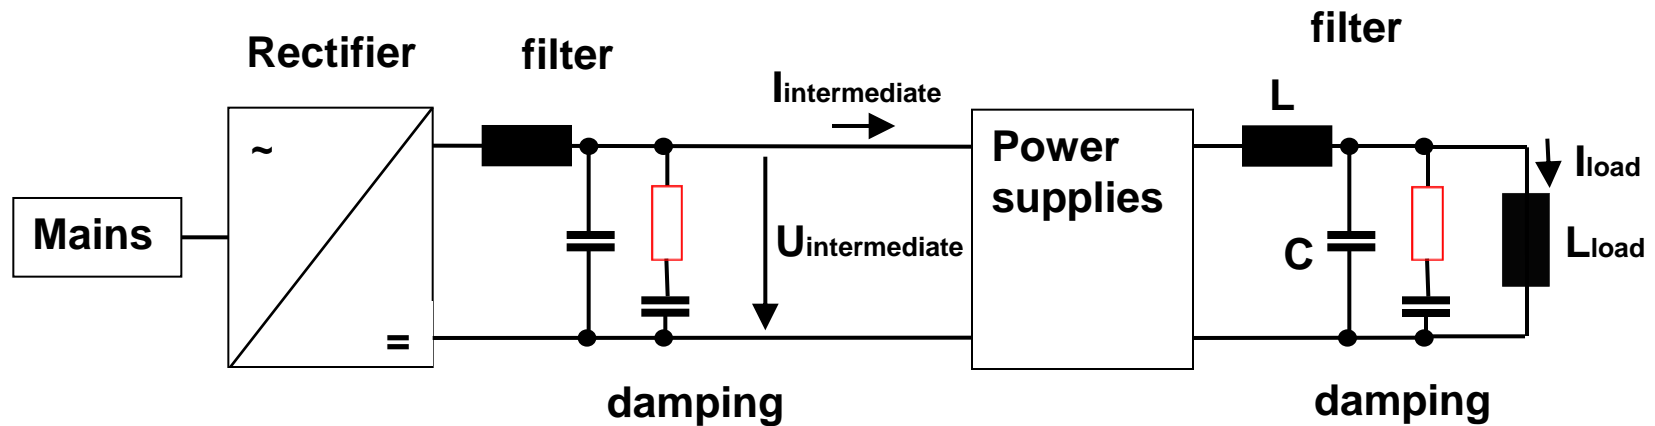 Rectifier
filter
filter
Iintermediate
L
~
Power
supplies
Iload
Mains
Uintermediate
C
Lload
=
damping
damping